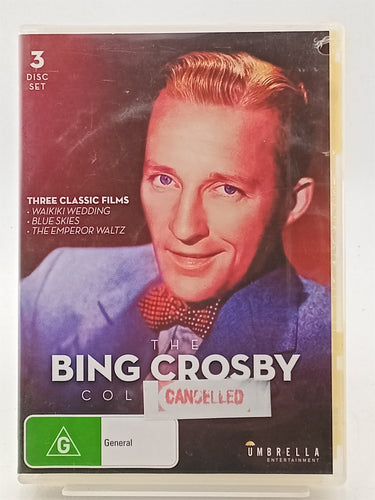 3
DISC
SET
THREE CLASSIC FILMS
• WAIKIKI WEDDING
• BLUE SKIES
• THE EMPEROR WALTZ
THE
BING CROSBY
COL
CANCELLED
G
General
UMBRELLA
ENTERTAINMENT